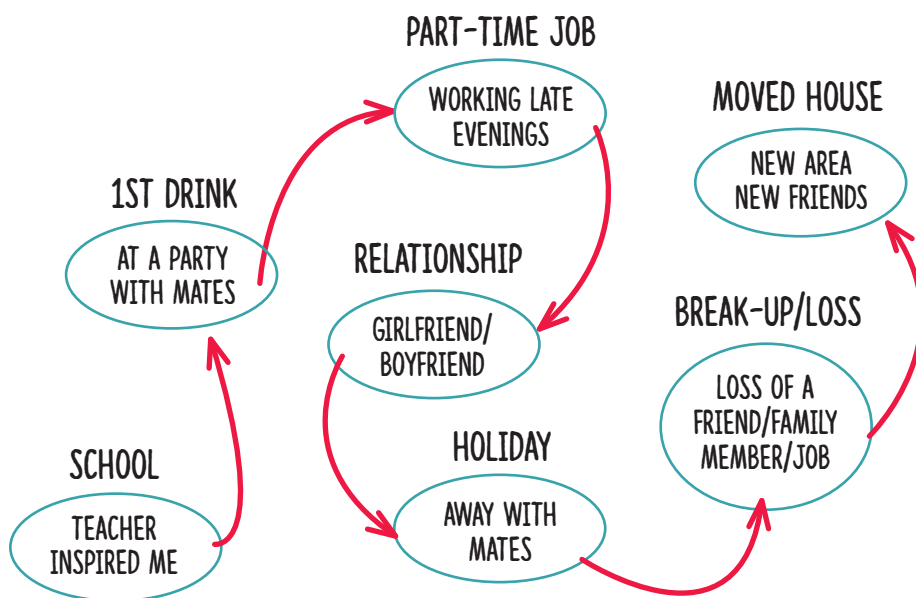 SCHOOL
TEACHER
INSPIRED ME
1ST DRINK
AT A PARTY
WITH MATES
PART-TIME JOB
WORKING LATE
EVENINGS
RELATIONSHIP
GIRLFRIEND/
BOYFRIEND
HOLIDAY
AWAY WITH
MATES
BREAK-UP/LOSS
LOSS OF A
FRIEND/FAMILY
MEMBER/JOB
MOVED HOUSE
NEW AREA
NEW FRIENDS